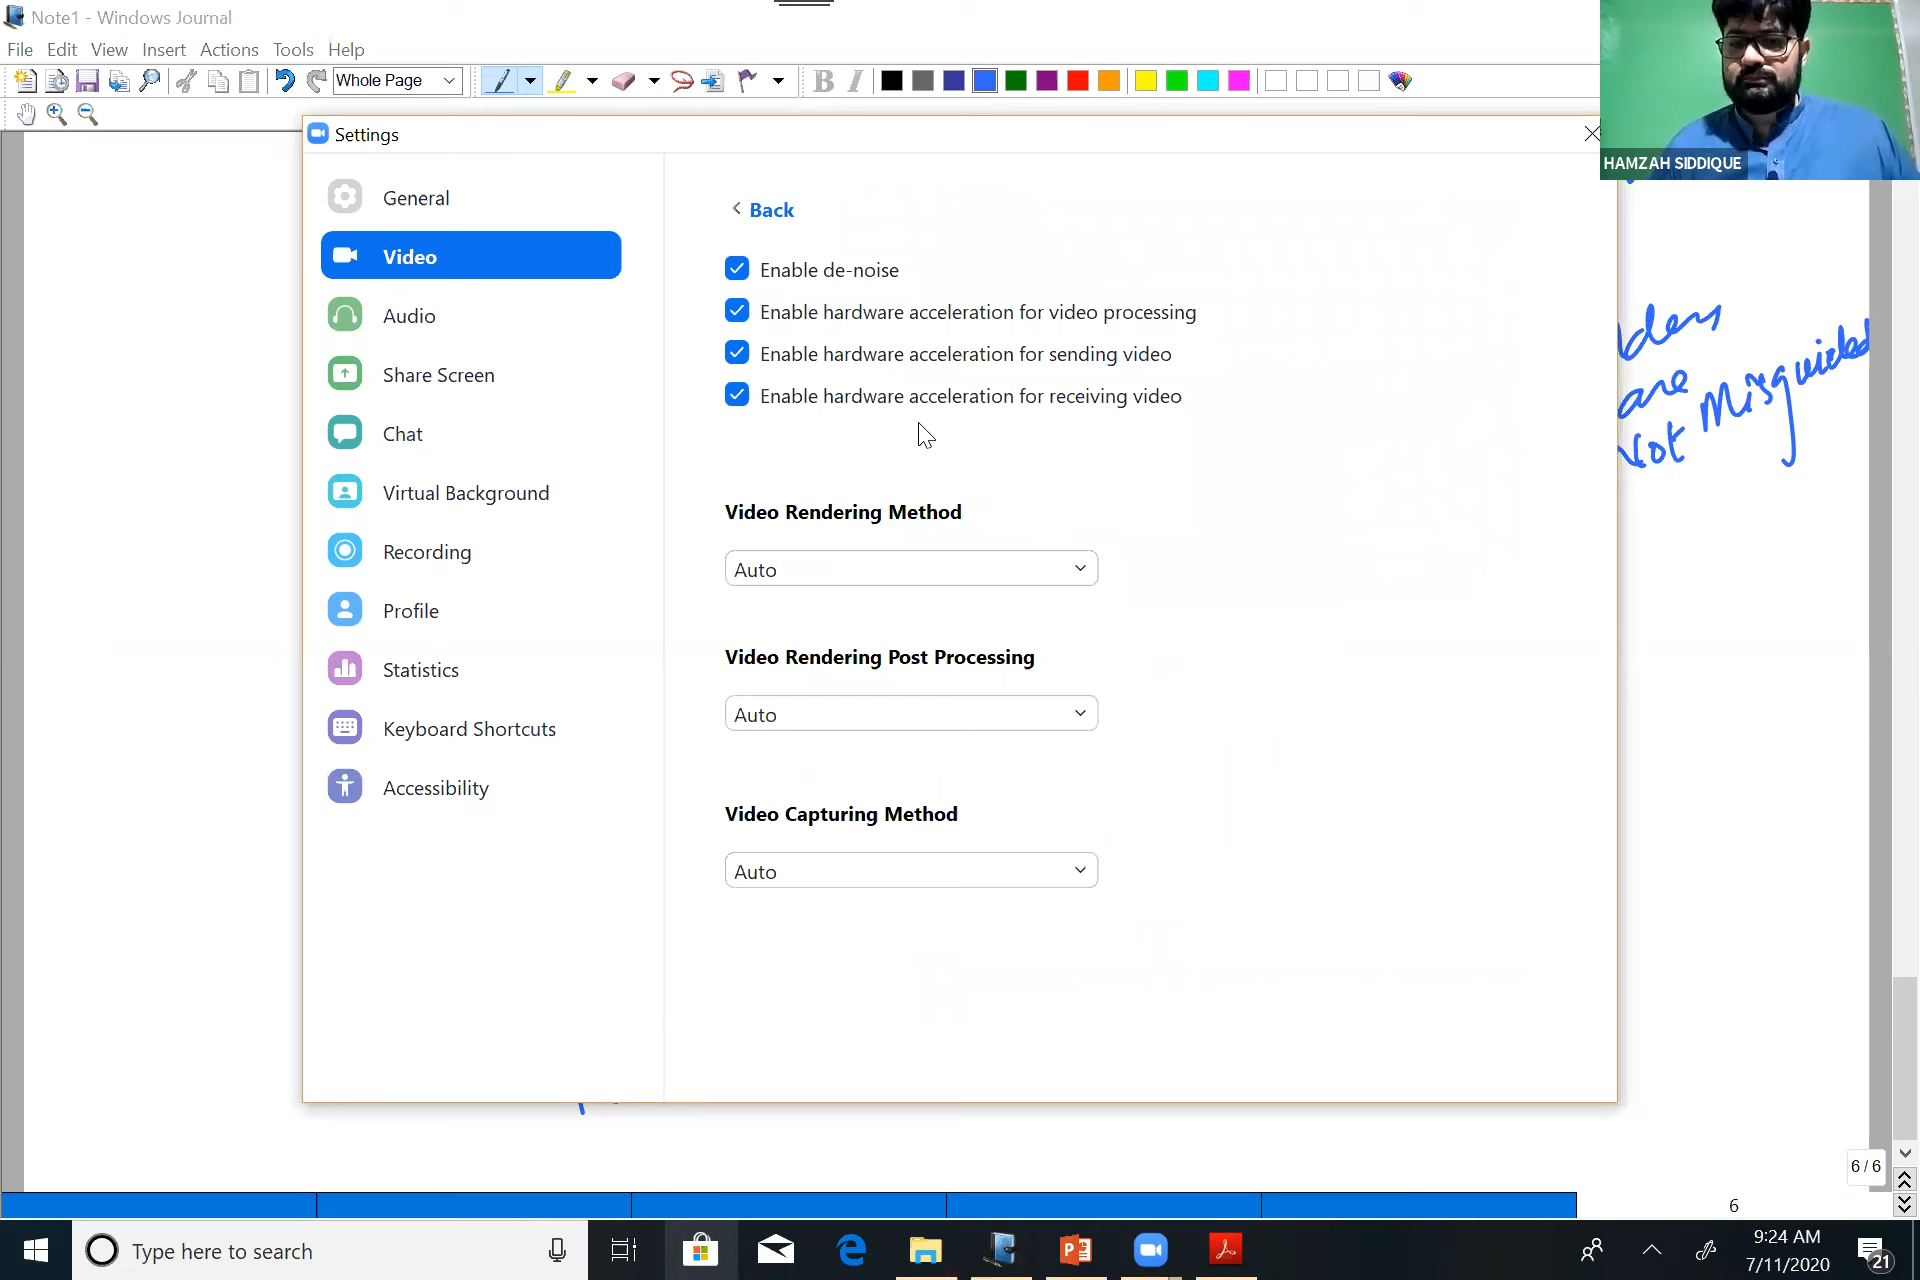 Note1 - Windows Journal
File Edit View Insert Actions Tools Help
Whole Page
B I
HAMZAH SIDDIQUE
Settings
General
Video
Audio
Share Screen
Chat
Virtual Background
Recording
Profile
Statistics
Keyboard Shortcuts
Accessibility
Back
Enable de-noise
Enable hardware acceleration for video processing
Enable hardware acceleration for sending video
Enable hardware acceleration for receiving video
Video Rendering Method
Auto
Video Rendering Post Processing
Auto
Video Capturing Method
Auto
are
Not Misguided
6 / 6
6
Type here to search
9:24 AM
7/11/2020
21